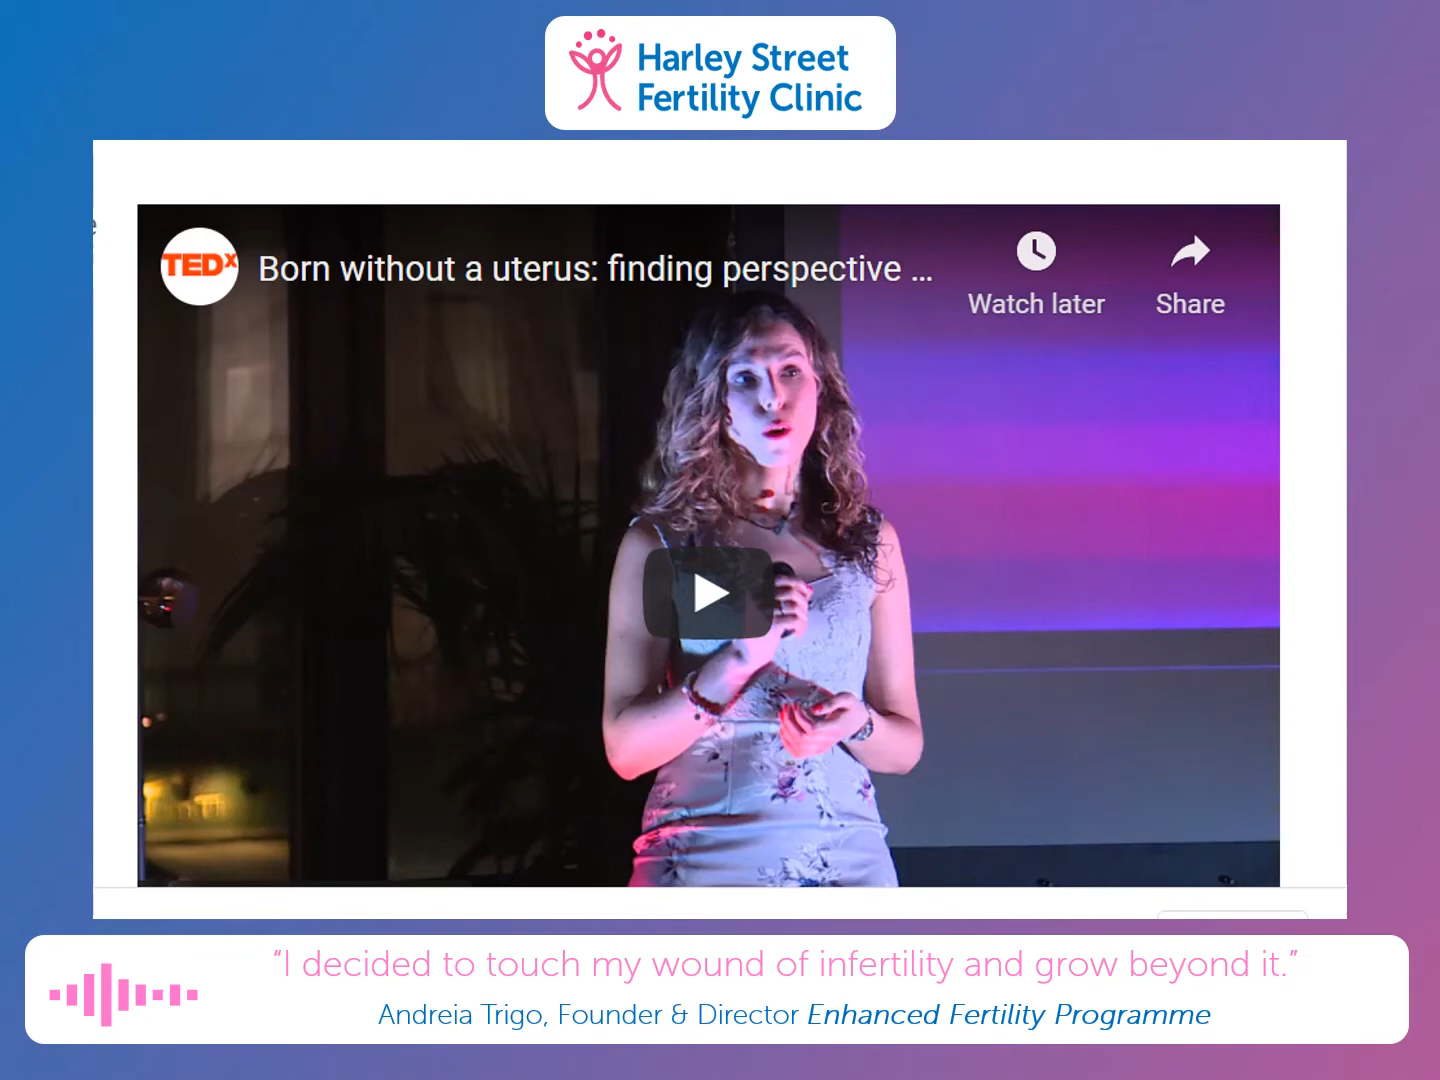 Harley Street
Fertility Clinic
e
TEDx
Born without a uterus: finding perspective ...
Watch later
Share
“I decided to touch my wound of infertility and grow beyond it.”
Andreia Trigo, Founder & Director Enhanced Fertility Programme